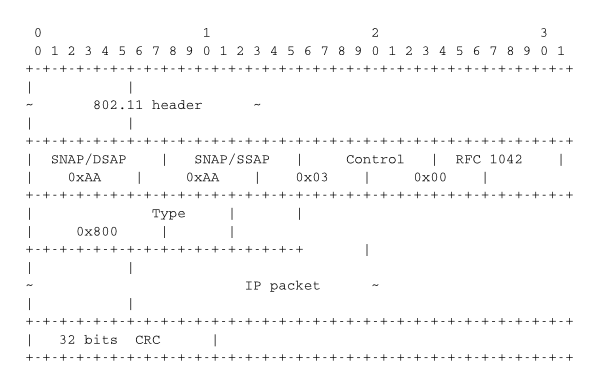 0                   1                   2                   3
0 1 2 3 4 5 6 7 8 9 0 1 2 3 4 5 6 7 8 9 0 1 2 3 4 5 6 7 8 9 0 1
+-+-+-+-+-+-+-+-+-+-+-+-+-+-+-+-+-+-+-+-+-+-+-+-+-+-+-+-+-+-+-+-+
|           |
~       802.11 header      ~
|           |
+-+-+-+-+-+-+-+-+-+-+-+-+-+-+-+-+-+-+-+-+-+-+-+-+-+-+-+-+-+-+-+-+
|  SNAP/DSAP    |   SNAP/SSAP   |     Control   |  RFC 1042    |
|    0xAA     |     0xAA    |    0x03     |     0x00      |
+-+-+-+-+-+-+-+-+-+-+-+-+-+-+-+-+-+-+-+-+-+-+-+-+-+-+-+-+-+-+-+-+
|              Type     |       |
|     0x800     |       |
+-+-+-+-+-+-+-+-+-+-+-+-+-+-+-+-+       |
|           |
~                         IP packet      ~
|           |
+-+-+-+-+-+-+-+-+-+-+-+-+-+-+-+-+-+-+-+-+-+-+-+-+-+-+-+-+-+-+-+-+
|   32 bits  CRC      |
+-+-+-+-+-+-+-+-+-+-+-+-+-+-+-+-+-+-+-+-+-+-+-+-+-+-+-+-+-+-+-+-+